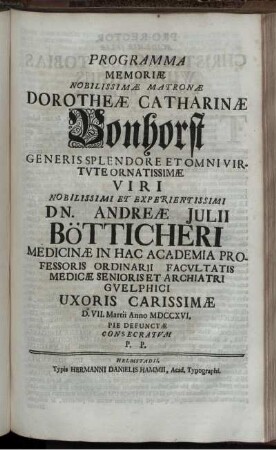 PROGRAMMA
MEMORIÆ
NOBILISSIMÆ MATRONÆ
DOROTHEÆ CATHARINÆ
Bonhorst
GENERIS SPLENDORE ET OMNI VIR-
TVTE ORNATISSIMÆ
VIRI
NOBILISSIMI ET EXPERIENTISSIMI
DN. ANDREÆ JULII
BÖTTICHERI
MEDICINÆ IN HAC ACADEMIA PRO-
FESSORIS ORDINARII FACVLTATIS
MEDICÆ SENIORIS ET ARCHIATRI
GVELPHICI
UXORIS CARISSIMÆ
D. VII. Martii Anno MDCCXVI.
PIE DEFUNCTÆ
CONSECRATUM
P. P.
HELMSTADII,
Typis HERMANNI DANIELIS HAMMII, Acad. Typographi.